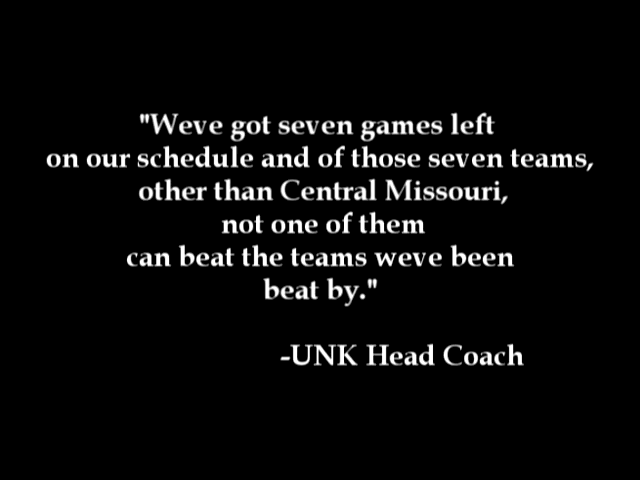 "Weve got seven games left
on our schedule and of those seven teams,
other than Central Missouri,
not one of them
can beat the teams weve been
beat by."
-UNK Head Coach